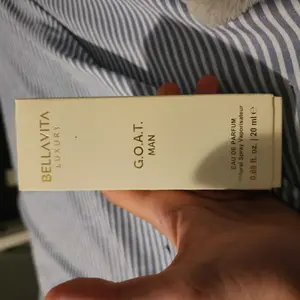 BELLAVITA
LUXURY
G.O.A.T.
MAN
EAU DE PARFUM
Natural Spray Vaporisateur
0.68 fl. oz. | 20 ml ℮